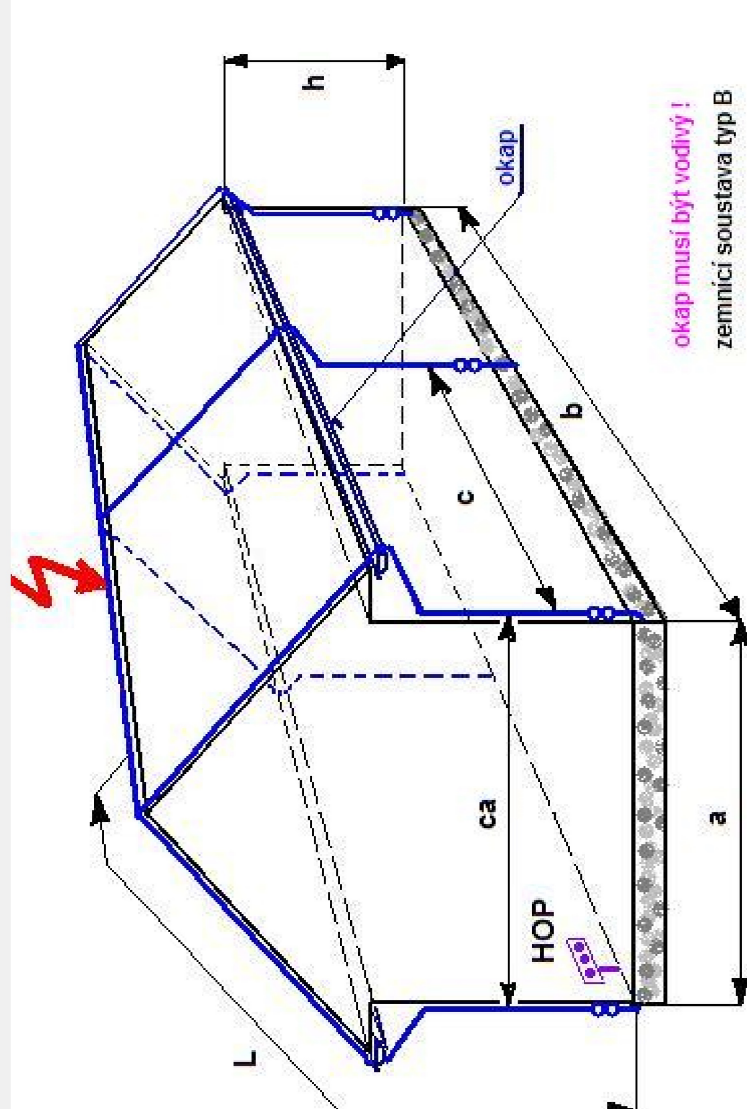 h
okap
okap musí být vodivý !
zemnící soustava typ B
b
c
ca
a
HOP
L